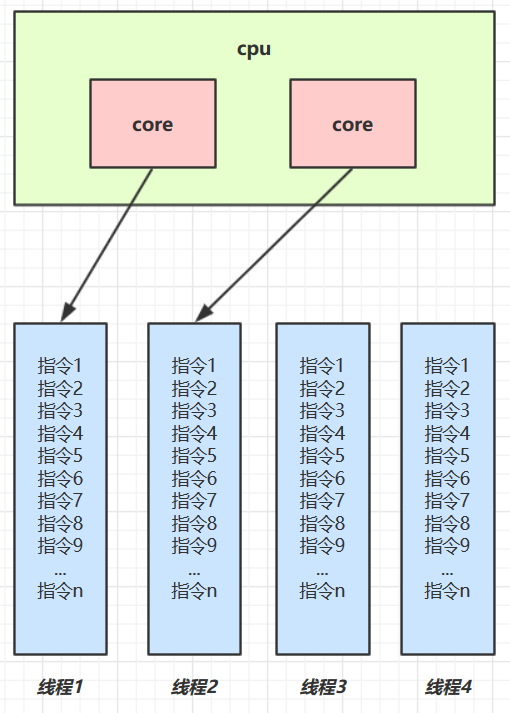 cpu
core
core
指令1
指令2
指令3
指令4
指令5
指令6
指令7
指令8
指令9
...
指令n
指令1
指令2
指令3
指令4
指令5
指令6
指令7
指令8
指令9
...
指令n
指令1
指令2
指令3
指令4
指令5
指令6
指令7
指令8
指令9
...
指令n
指令1
指令2
指令3
指令4
指令5
指令6
指令7
指令8
指令9
...
指令n
线程1
线程2
线程3
线程4